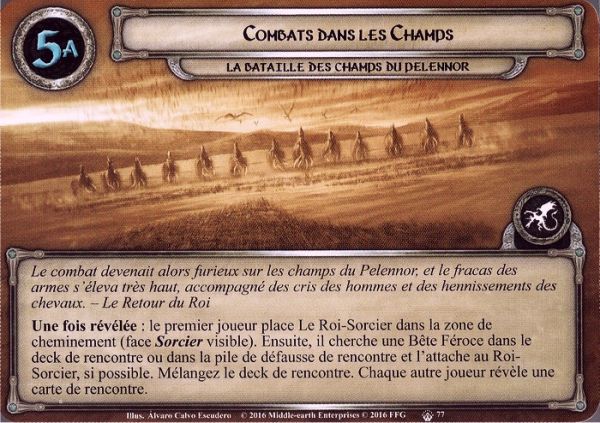 5A
COMBATS DANS LES CHAMPS
LA BATAILLE DES CHAMPS DU PELENNOR
Le combat devenait alors furieux sur les champs du Pelennor, et le fracas des
armes s'éleva très haut, accompagné des cris des hommes et des hennissements des
chevaux. – Le Retour du Roi
Une fois révélée : le premier joueur place Le Roi-Sorcier dans la zone de
cheminement (face Sorcier visible). Ensuite, il cherche une Bête Féroce dans le
deck de rencontre ou dans la pile de défausse de rencontre et l'attache au Roi-
Sorcier, si possible. Mélangez le deck de rencontre. Chaque autre joueur révèle une
carte de rencontre.
Illus. Álvaro Calvo Escudero © 2016 Middle-earth Enterprises © 2016 FFG 77